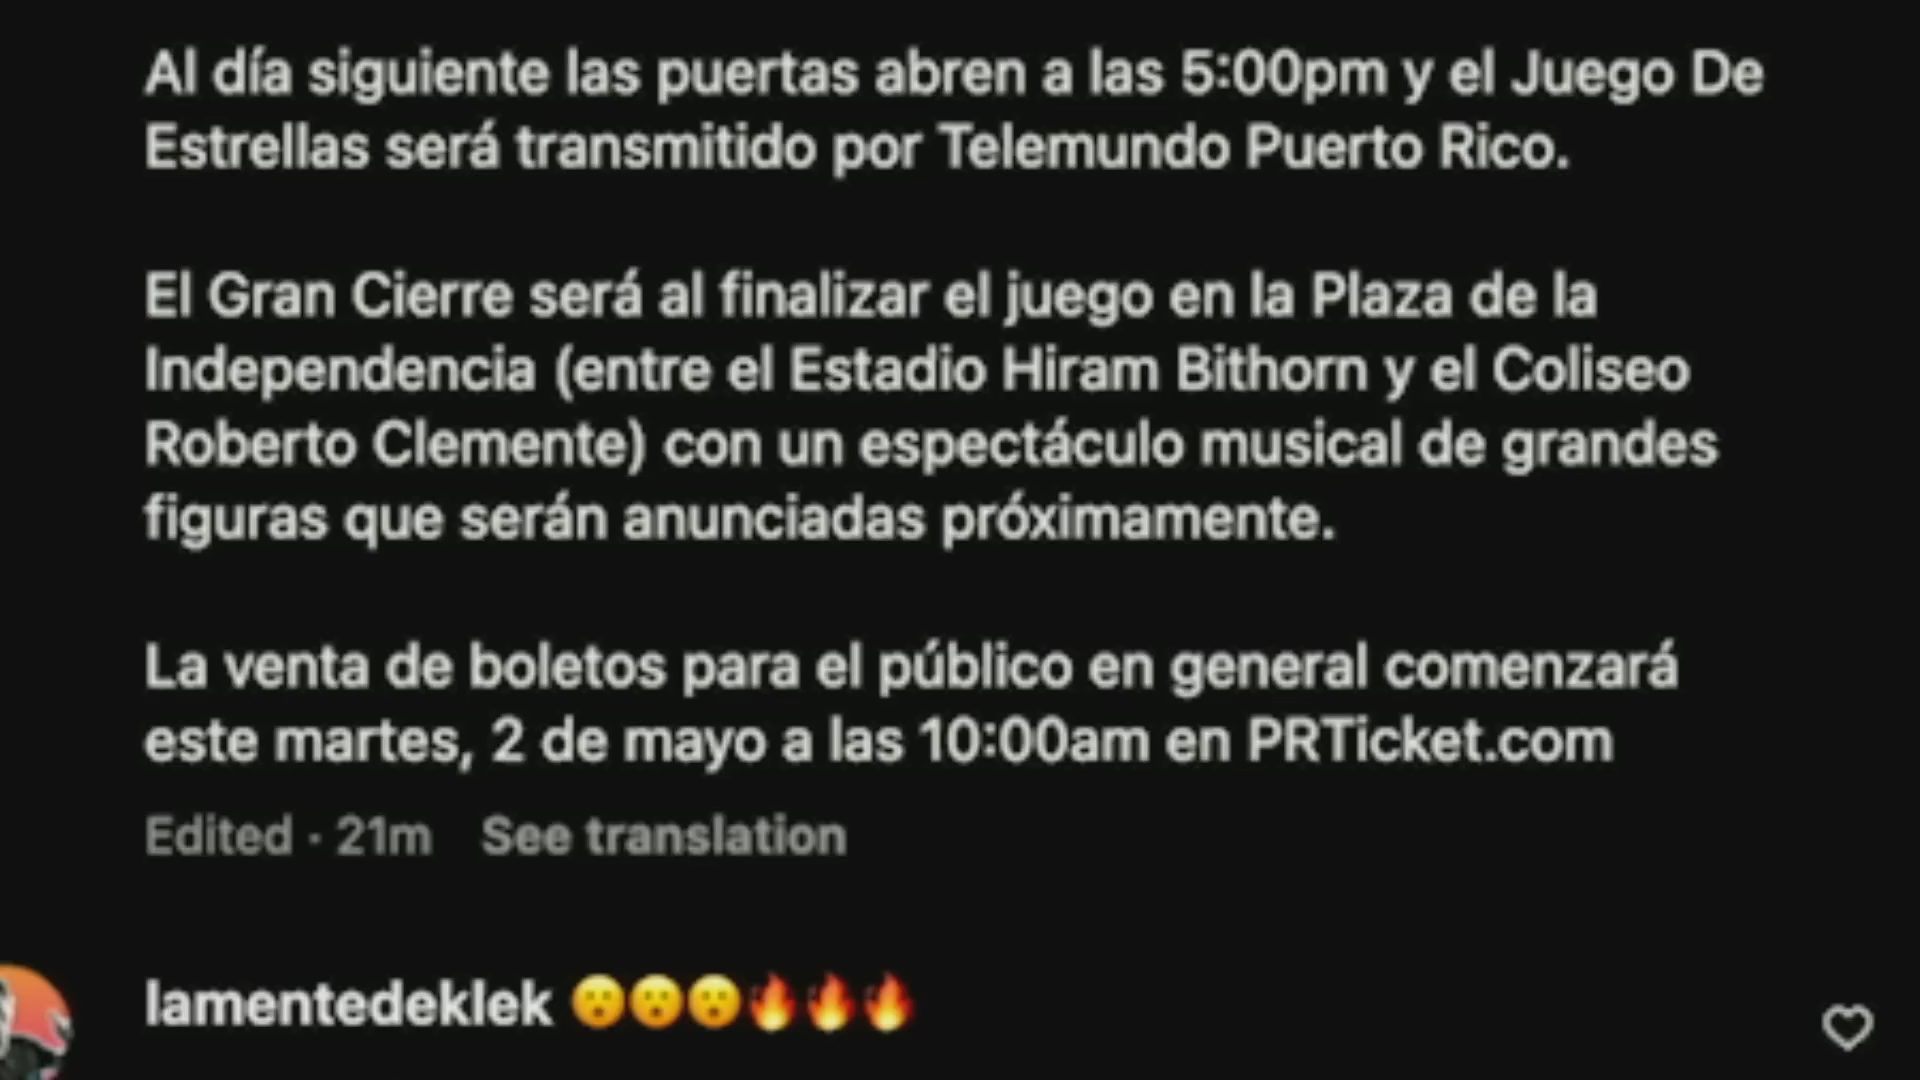 Al día siguiente las puertas abren a las 5:00pm y el Juego De
Estrellas será transmitido por Telemundo Puerto Rico.
El Gran Cierre será al finalizar el juego en la Plaza de la
Independencia (entre el Estadio Hiram Bithorn y el Coliseo
Roberto Clemente) con un espectáculo musical de grandes
figuras que serán anunciadas próximamente.
La venta de boletos para el público en general comenzará
este martes, 2 de mayo a las 10:00am en PRTicket.com
Edited · 21m See translation
lamentedeklek 😮😮😮🔥🔥🔥